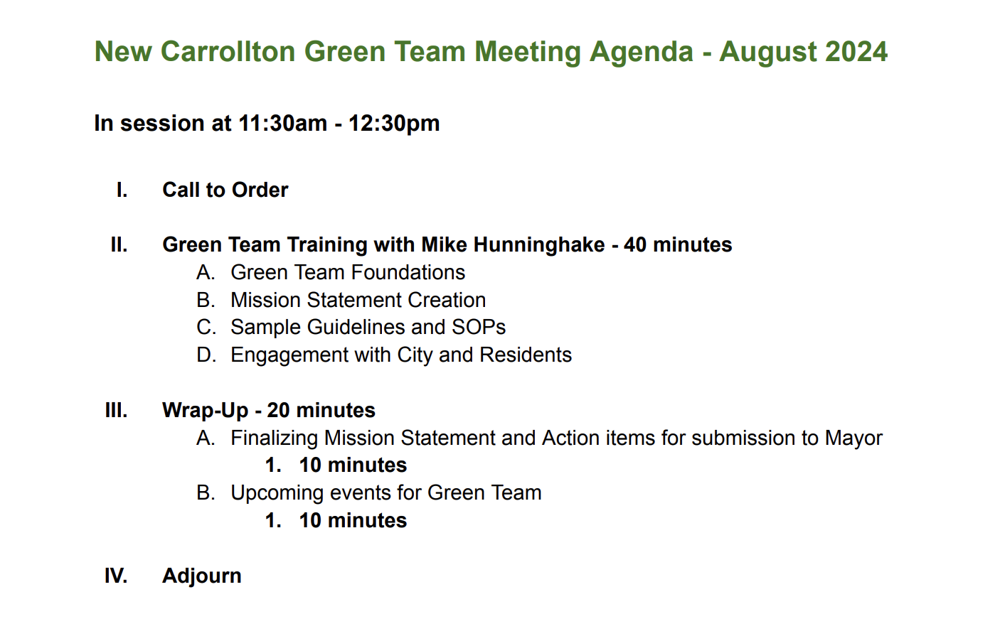 New Carrollton Green Team Meeting Agenda - August 2024
In session at 11:30am - 12:30pm
I. Call to Order
II. Green Team Training with Mike Hunninghake - 40 minutes
A. Green Team Foundations
B. Mission Statement Creation
C. Sample Guidelines and SOPs
D. Engagement with City and Residents
III. Wrap-Up - 20 minutes
A. Finalizing Mission Statement and Action items for submission to Mayor
1. 10 minutes
B. Upcoming events for Green Team
1. 10 minutes
IV. Adjourn